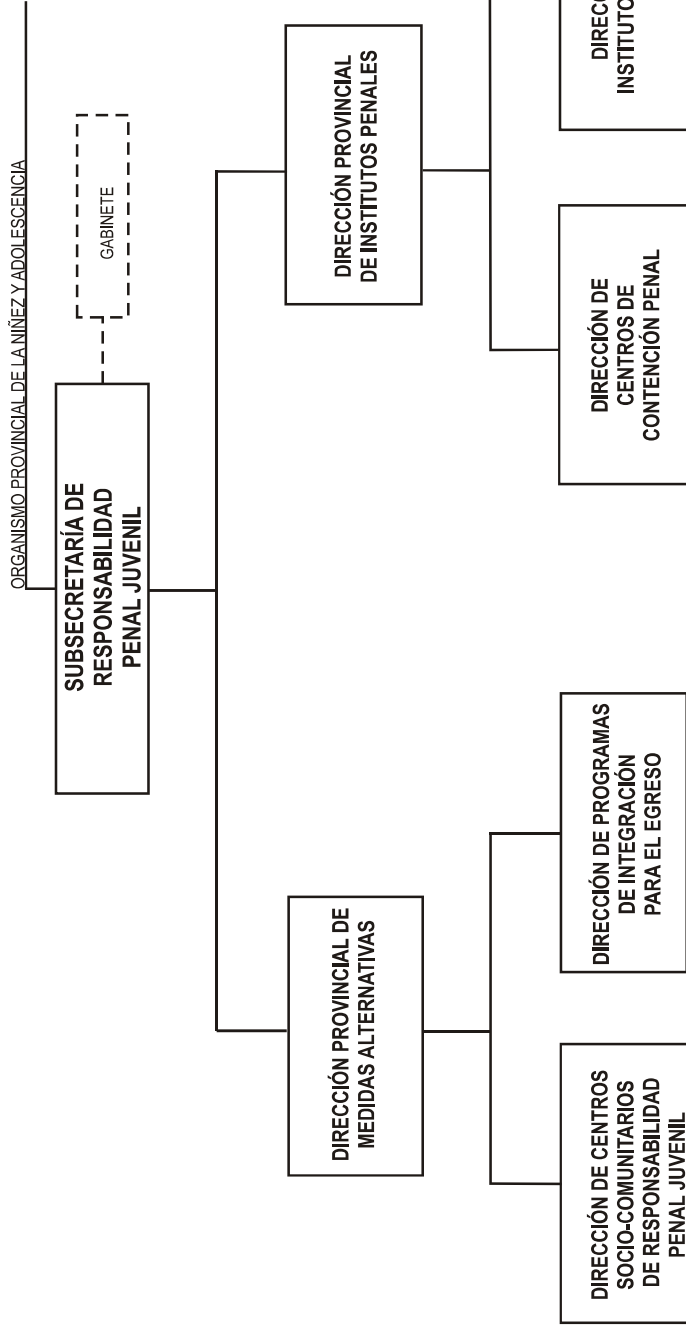 ORGANISMO PROVINCIAL DE LA NIÑEZ Y ADOLESCENCIA
SUBSECRETARÍA DE
RESPONSABILIDAD
PENAL JUVENIL
GABINETE
DIRECCIÓN PROVINCIAL DE
MEDIDAS ALTERNATIVAS
DIRECCIÓN PROVINCIAL
DE INSTITUTOS PENALES
DIRECCIÓN DE CENTROS
SOCIO-COMUNITARIOS
DE RESPONSABILIDAD
PENAL JUVENIL
DIRECCIÓN DE PROGRAMAS
DE INTEGRACIÓN
PARA EL EGRESO
DIRECCIÓN DE
CENTROS DE
CONTENCIÓN PENAL